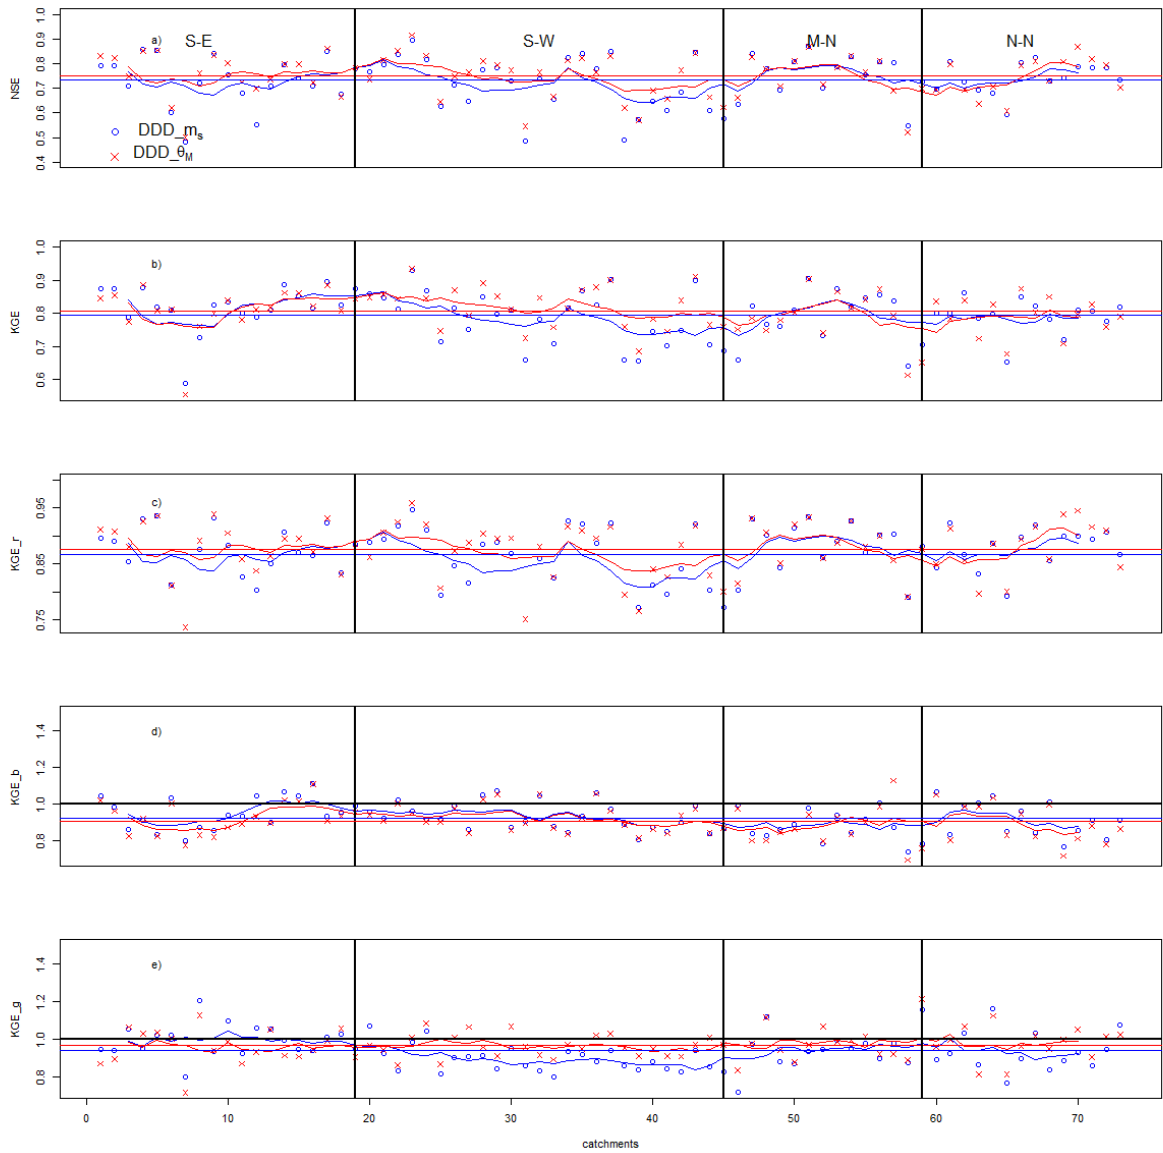 a)
S-E
S-W
M-N
N-N
NSE
1.0
0.9
0.8
0.7
0.6
0.5
0.4
DDD_ms
DDD_θM
b)
KGE
1.0
0.9
0.8
0.7
0.6
c)
KGE_r
0.95
0.85
0.75
d)
KGE_b
1.4
1.2
1.0
0.8
e)
KGE_g
1.4
1.2
1.0
0.8
0 10 20 30 40 50 60 70
catchments